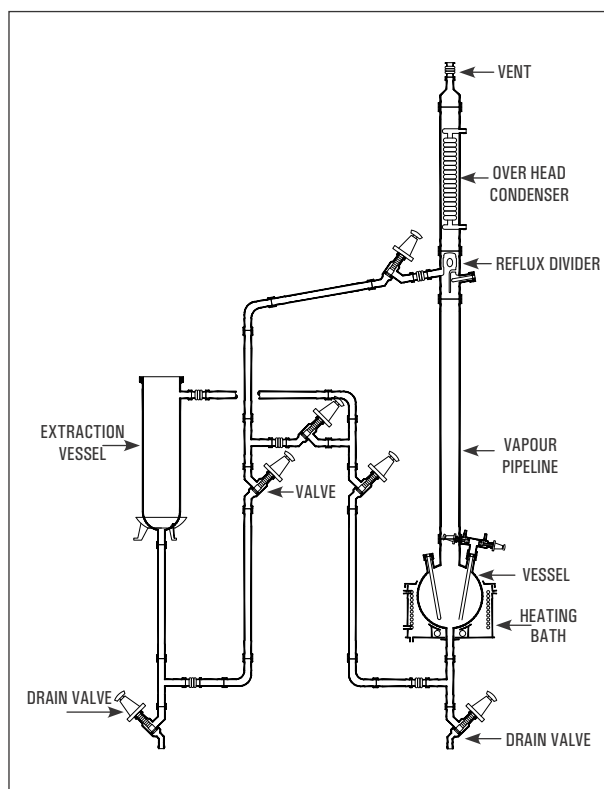 VENT
OVER HEAD
CONDENSER
REFLUX DIVIDER
EXTRACTION
VESSEL
VAPOUR
PIPELINE
VALVE
VESSEL
HEATING
BATH
DRAIN VALVE
DRAIN VALVE